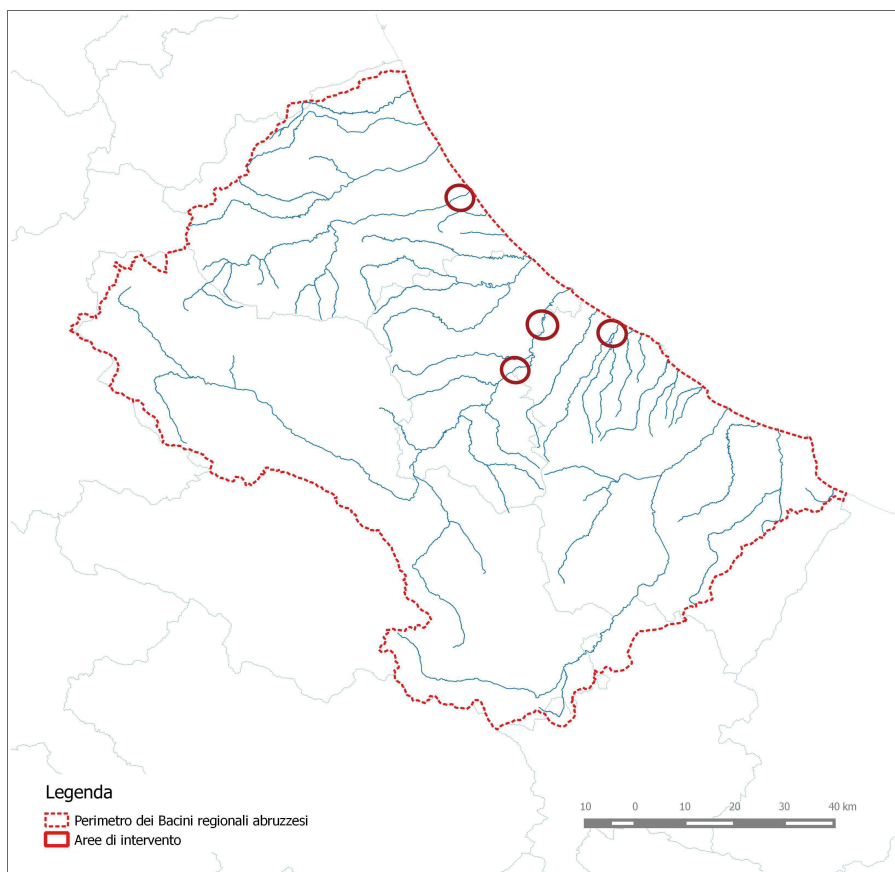 Legenda
Perimetro dei Bacini regionali abruzzesi
Aree di intervento
10 0 10 20 30 40 km